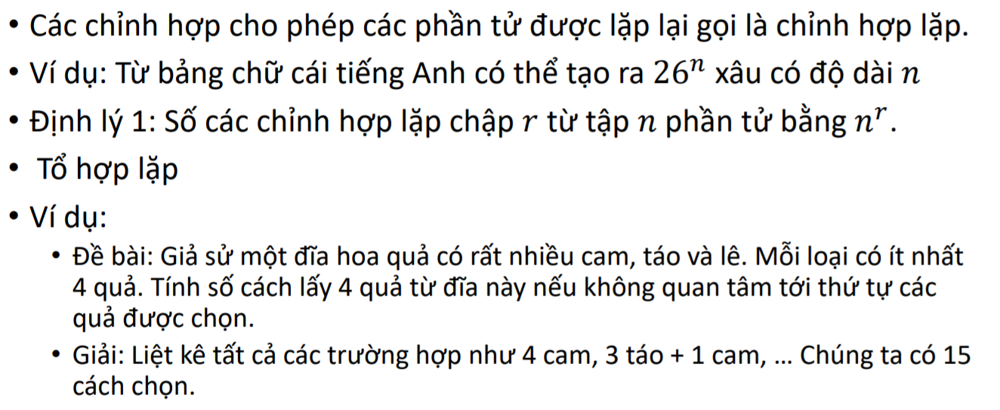 • Các chỉnh hợp cho phép các phần tử được lặp lại gọi là chỉnh hợp lặp.
• Ví dụ: Từ bảng chữ cái tiếng Anh có thể tạo ra 26ⁿ xâu có độ dài n
• Định lý 1: Số các chỉnh hợp lặp chập r từ tập n phần tử bằng nʳ.
• Tổ hợp lặp
• Ví dụ:
• Đề bài: Giả sử một đĩa hoa quả có rất nhiều cam, táo và lê. Mỗi loại có ít nhất
4 quả. Tính số cách lấy 4 quả từ đĩa này nếu không quan tâm tới thứ tự các
quả được chọn.
• Giải: Liệt kê tất cả các trường hợp như 4 cam, 3 táo + 1 cam, ... Chúng ta có 15
cách chọn.